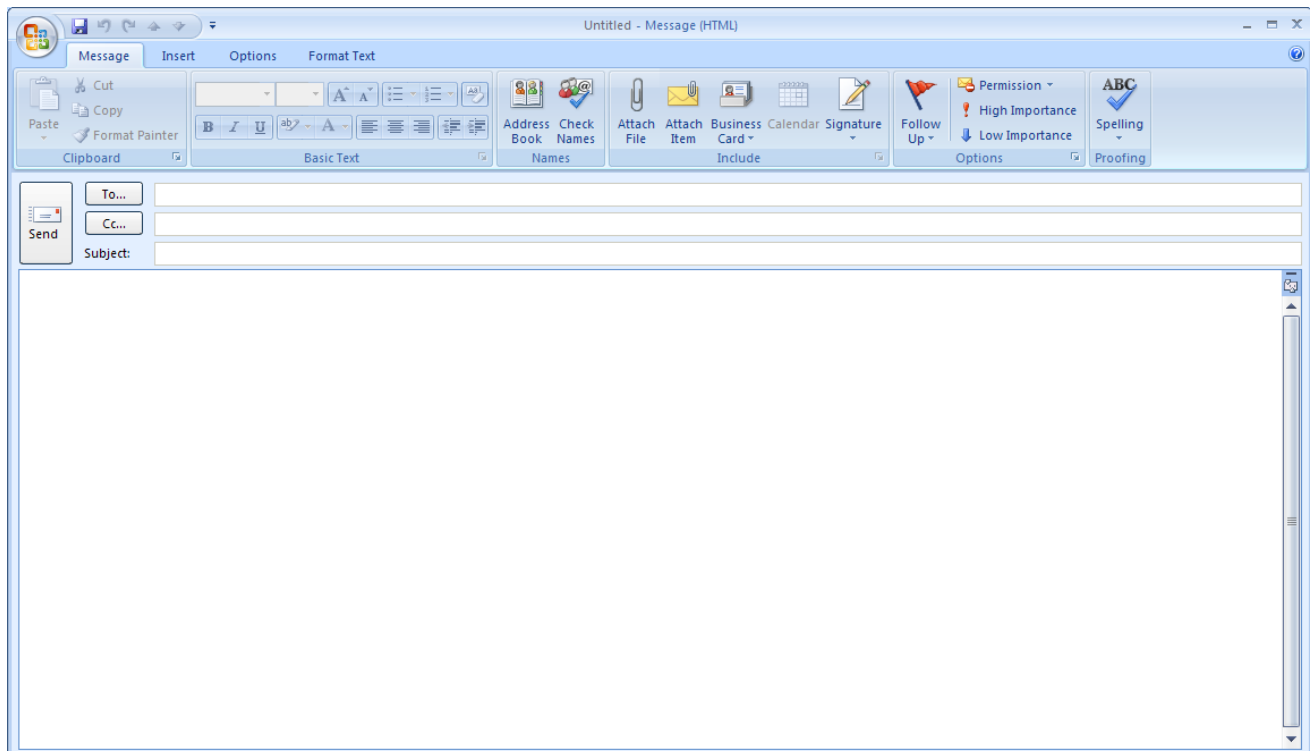 Untitled - Message (HTML)
Message Insert Options Format Text
Paste
Cut
Copy
Format Painter
Clipboard
B I U ab A
A A
Basic Text
Address Book
Check Names
Names
Attach File
Attach Item
Business Card
Calendar
Signature
Include
Follow Up
Permission
High Importance
Low Importance
Options
ABC
Spelling
Proofing
Send
To...
Cc...
Subject: